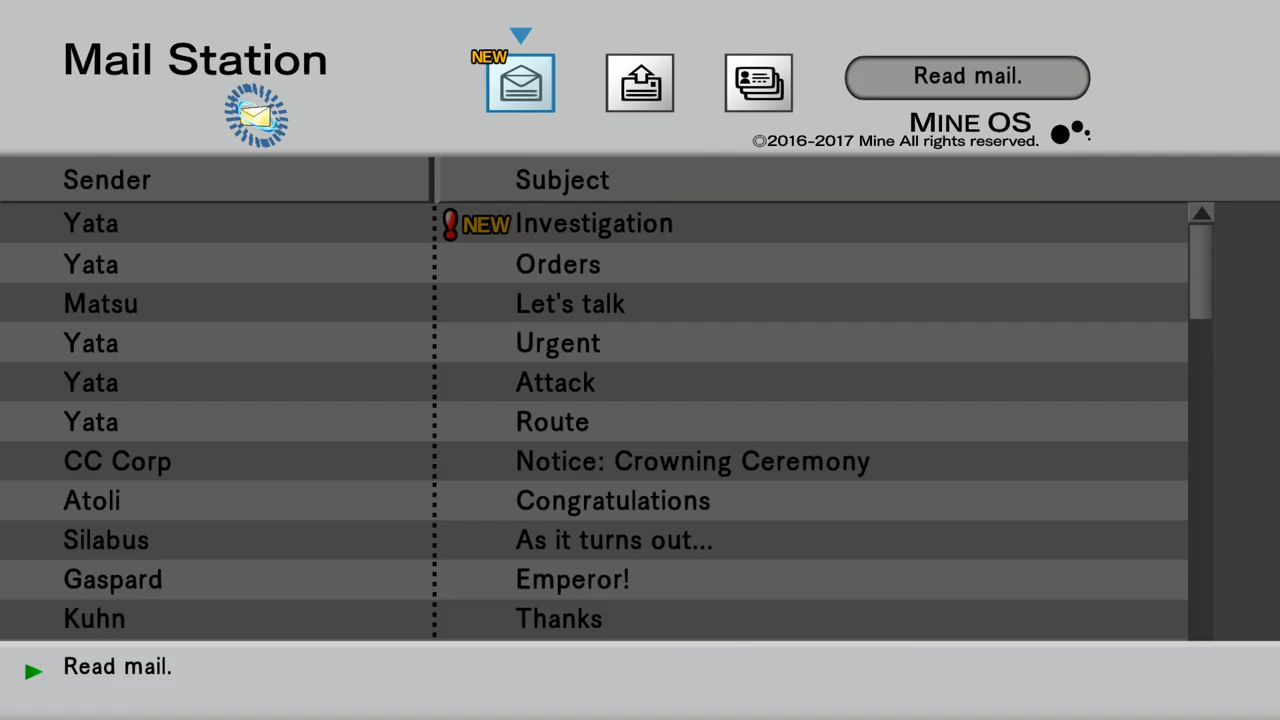 Mail Station
NEW
Read mail.
MINE OS
©2016-2017 Mine All rights reserved.
Sender Subject
Yata NEW Investigation
Yata Orders
Matsu Let's talk
Yata Urgent
Yata Attack
Yata Route
CC Corp Notice: Crowning Ceremony
Atoli Congratulations
Silabus As it turns out...
Gaspard Emperor!
Kuhn Thanks
Read mail.